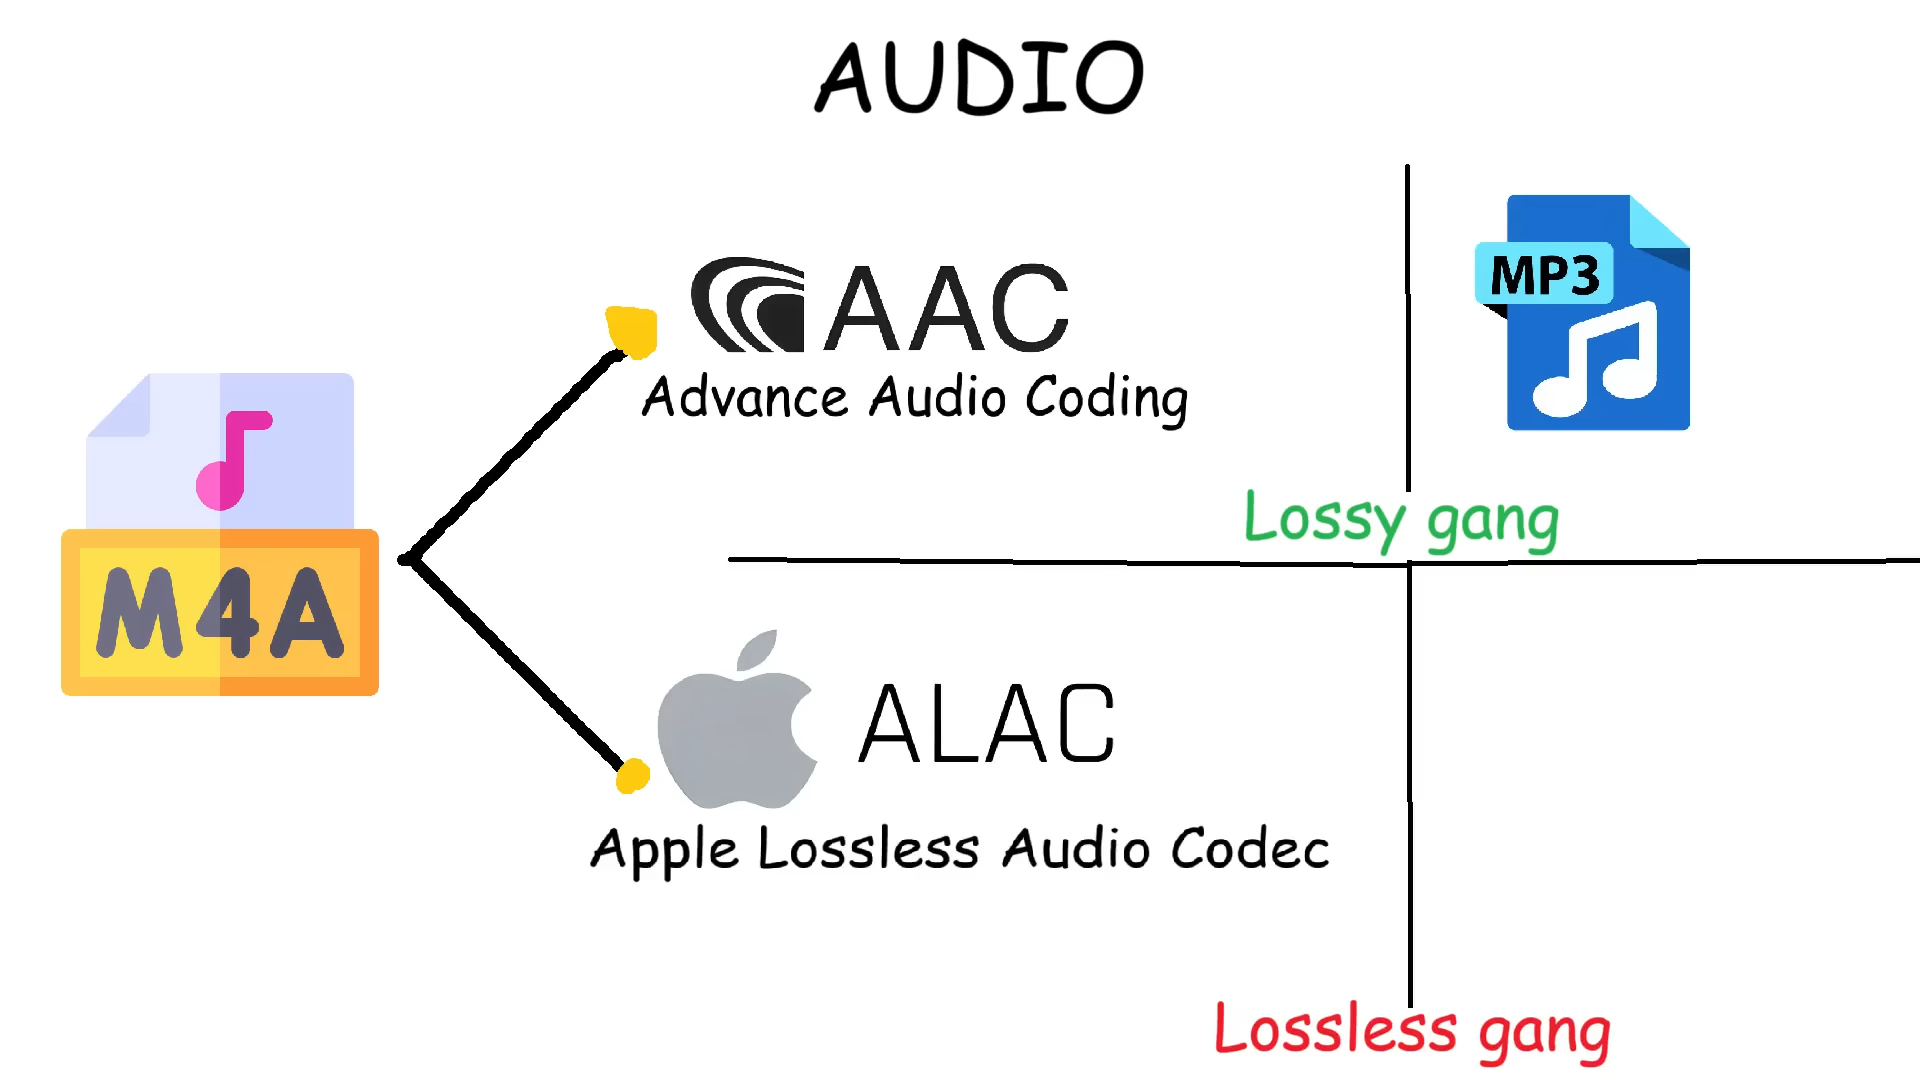 AUDIO
AAC
Advance Audio Coding
MP3
Lossy gang
M4A
ALAC
Apple Lossless Audio Codec
Lossless gang